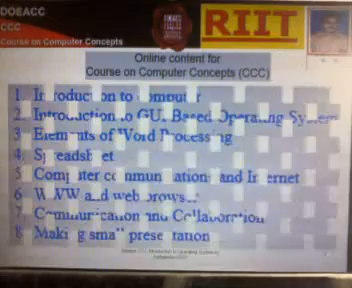 DOEACC
CCC
Course on Computer Concepts
RIIT
Online content for
Course on Computer Concepts (CCC)
1. Introduction to Computer
2. Introduction to GUI Based Operating System
3. Elements of Word Processing
4. Spreadsheet
5. Computer communication and Internet
6. WWW and web browser
7. Communication and Collaboration
8. Making small presentation